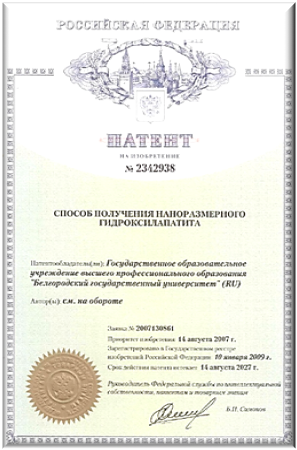 РОССИЙСКАЯ ФЕДЕРАЦИЯ
ПАТЕНТ
НА ИЗОБРЕТЕНИЕ
№ 2342938
СПОСОБ ПОЛУЧЕНИЯ НАНОРАЗМЕРНОГО
ГИДРОКСИЛАПАТИТА
Патентообладатель(ли): Государственное образовательное
учреждение высшего профессионального образования
"Белгородский государственный университет" (RU)
Автор(ы): см. на обороте
Заявка № 2007130861
Приоритет изобретения 14 августа 2007 г.
Зарегистрировано в Государственном реестре
изобретений Российской Федерации 10 января 2009 г.
Срок действия патента истекает 14 августа 2027 г.
Руководитель Федеральной службы по интеллектуальной
собственности, патентам и товарным знакам
Б.П. Симонов